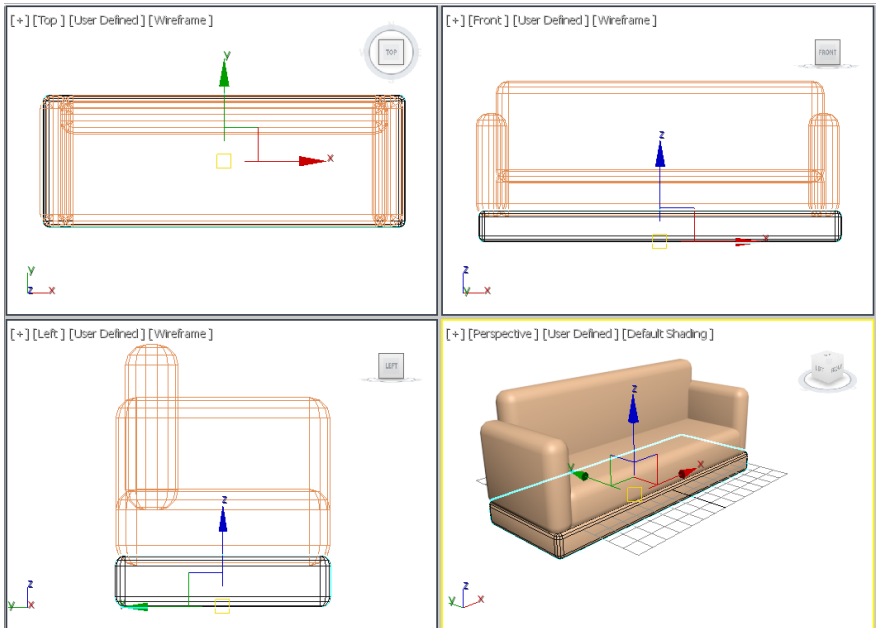 [+] [Top] [User Defined] [Wireframe]
TOP
y
x
y
z x
[+] [Front] [User Defined] [Wireframe]
FRONT
z
x
z
y x
[+] [Left] [User Defined] [Wireframe]
LEFT
z
z
y x
[+] [Perspective] [User Defined] [Default Shading]
z
y
x
z
y x